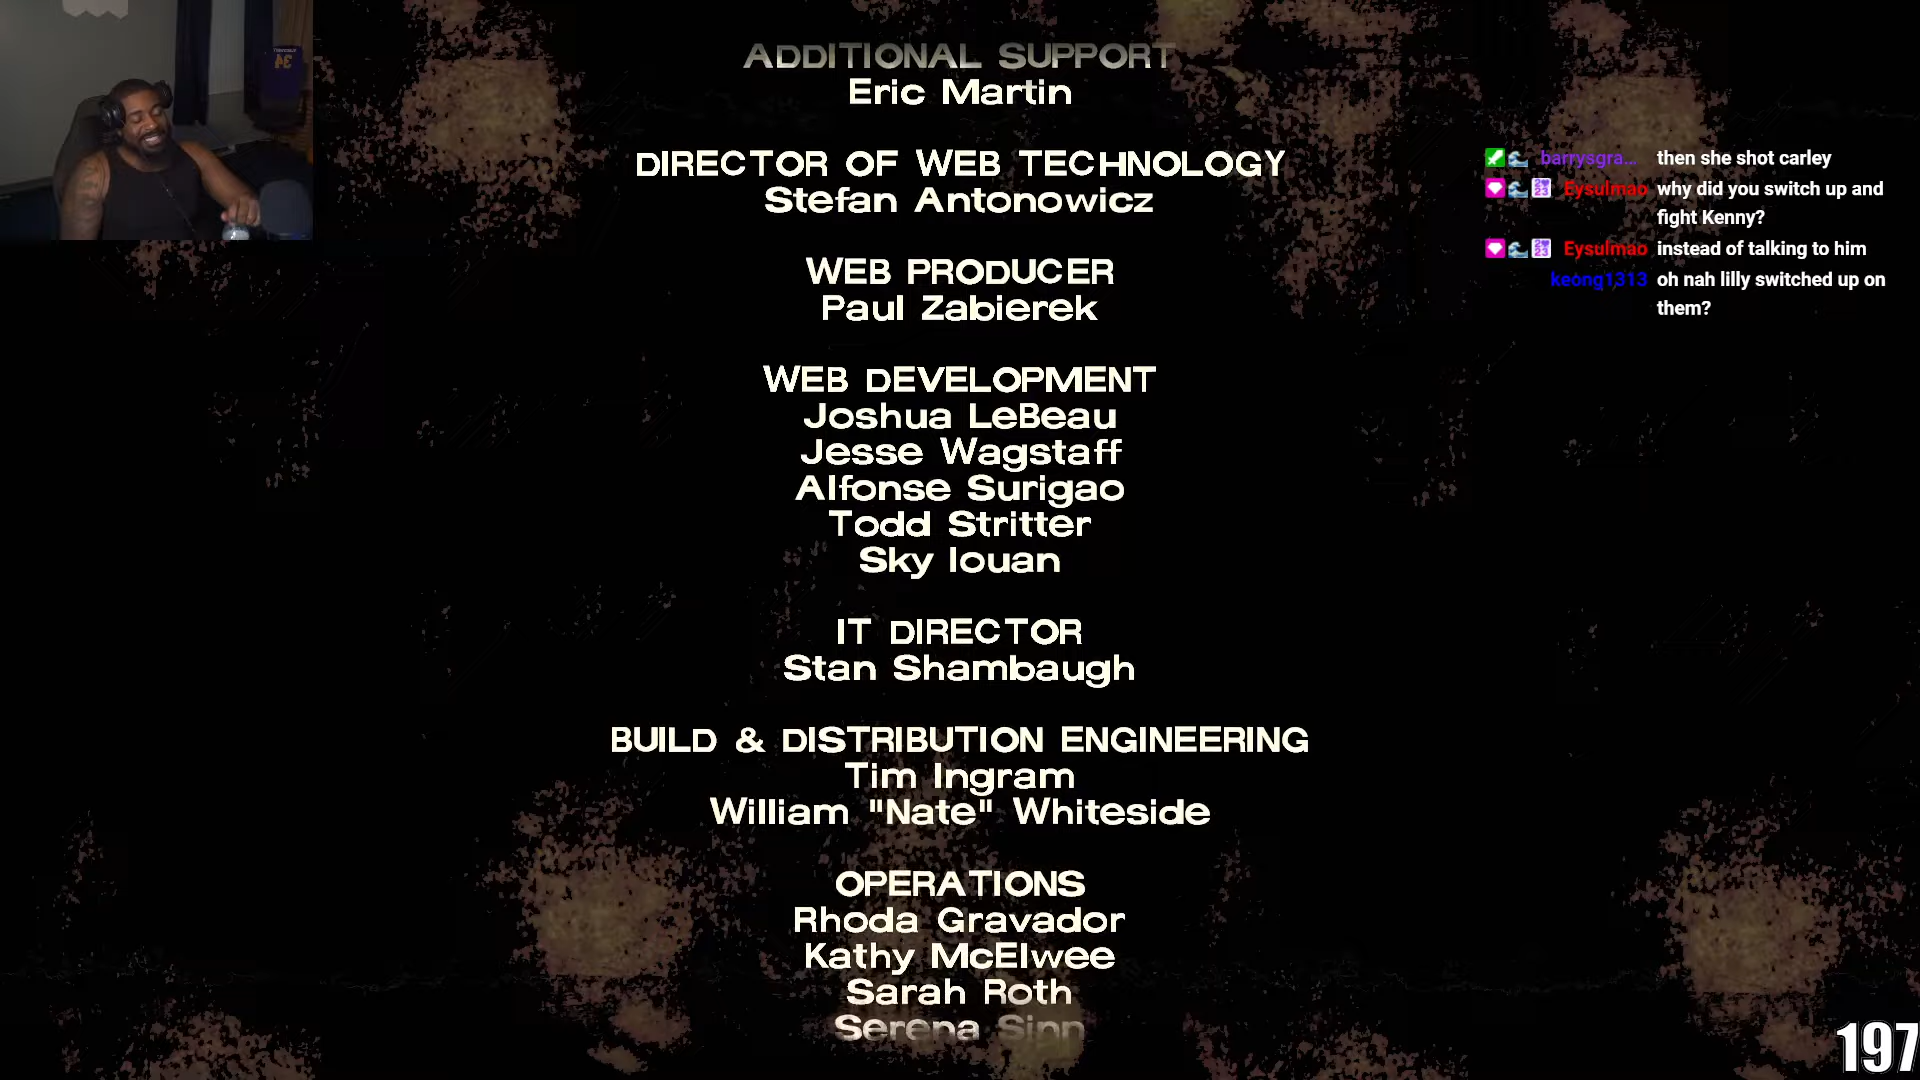 ADDITIONAL SUPPORT
Eric Martin
DIRECTOR OF WEB TECHNOLOGY
Stefan Antonowicz
WEB PRODUCER
Paul Zabierek
WEB DEVELOPMENT
Joshua LeBeau
Jesse Wagstaff
Alfonse Surigao
Todd Stritter
Sky Iouan
IT DIRECTOR
Stan Shambaugh
BUILD & DISTRIBUTION ENGINEERING
Tim Ingram
William "Nate" Whiteside
OPERATIONS
Rhoda Gravador
Kathy McElwee
Sarah Roth
Serena Sinn
barrysgra... then she shot carley
Eysulmao why did you switch up and
fight Kenny?
Eysulmao instead of talking to him
keong1313 oh nah lilly switched up on
them?
197